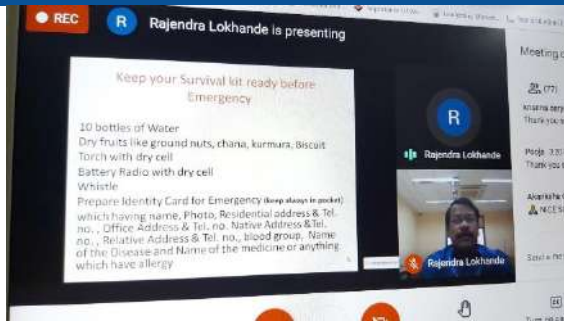 REC
R
Rajendra Lokhande is presenting
Keep your Survival kit ready before
Emergency
10 bottles of Water
Dry fruits like ground nuts, chana, kurmura, Biscuit
Torch with dry cell
Battery Radio with dry cell
Whistle
Prepare Identity Card for Emergency (keep always in pocket)
which having name, Photo, Residential address & Tel.
no. , Office Address & Tel. no. Native Address &Tel.
no. , Relative Address & Tel. no., blood group, Name
of the Disease and Name of the medicine or anything
which have allergy
R
Rajendra Lokhande
Rajendra Lokhande
Meeting
(77)
Thank you
Pooja
Thank you